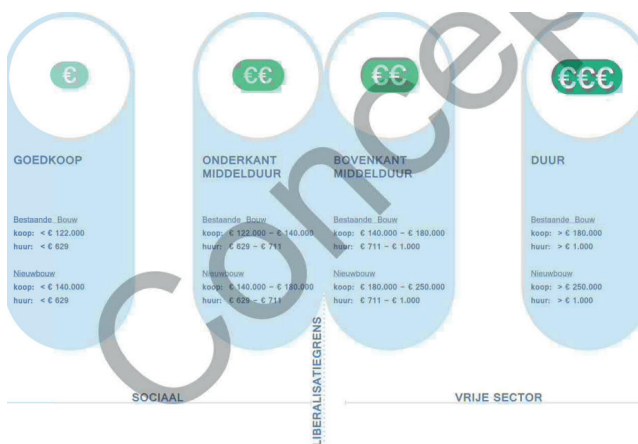 €
€€
€€
€€€
GOEDKOOP
Bestaande Bouw
koop: < € 122.000
huur: < € 629
Nieuwbouw
koop: < € 140.000
huur: < € 629
ONDERKANT
MIDDELDUUR
Bestaande Bouw
koop: € 122.000 – € 140.000
huur: € 629 – € 711
Nieuwbouw
koop: € 140.000 – € 180.000
huur: € 629 – € 711
BOVENKANT
MIDDELDUUR
Bestaande Bouw
koop: € 140.000 – € 180.000
huur: € 711 – € 1.000
Nieuwbouw
koop: € 180.000 – € 250.000
huur: € 711 – € 1.000
DUUR
Bestaande Bouw
koop: > € 180.000
huur: > € 1.000
Nieuwbouw
koop: > € 250.000
huur: > € 1.000
LIBERALISATIEGRENS
SOCIAAL
VRIJE SECTOR
Concep